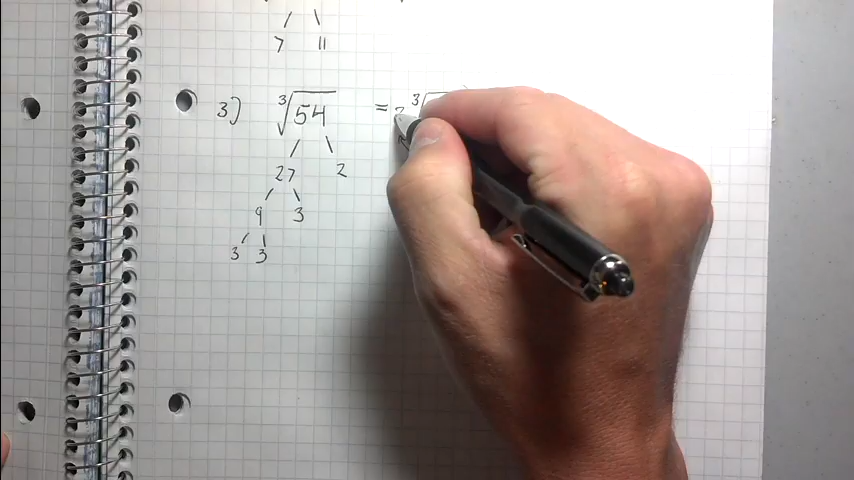 7 11
3) ∛54 = ∛
27 2
9 3
3 3